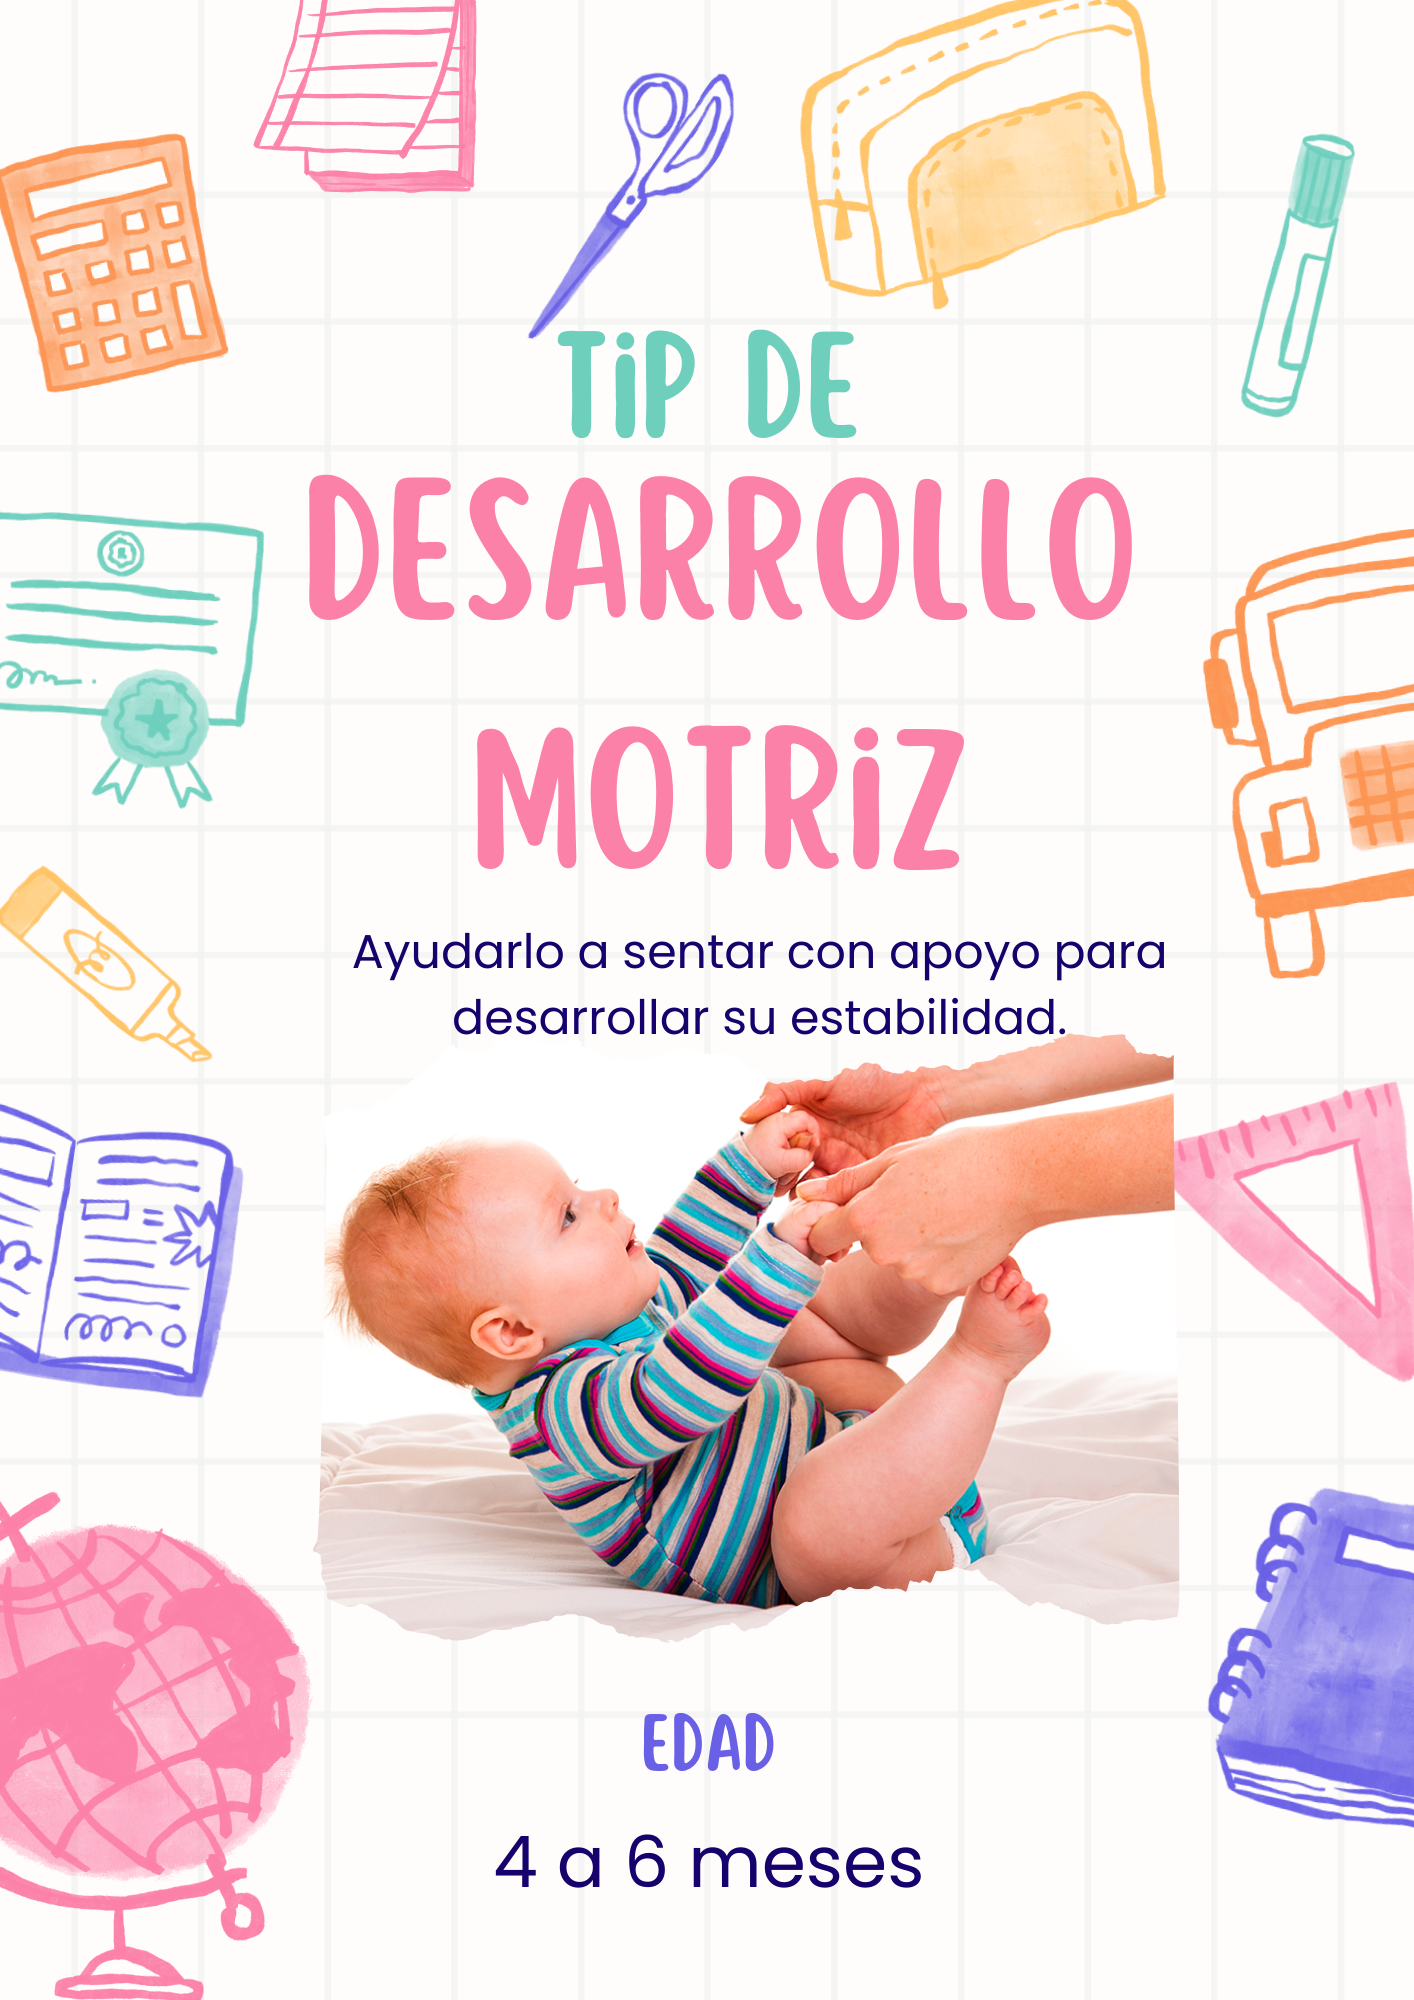 TiP DE
DESARROLLO
MOTRiZ
Ayudarlo a sentar con apoyo para
desarrollar su estabilidad.
EDAD
4 a 6 meses